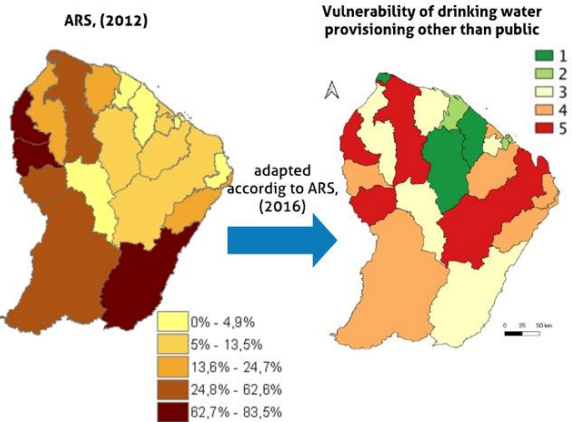 ARS, (2012)
Vulnerability of drinking water
provisioning other than public
1
2
3
4
5
adapted
accordig to ARS,
(2016)
0 25 50 km
0% - 4,9%
5% - 13,5%
13,6% - 24,7%
24,8% - 62,6%
62,7% - 83,5%